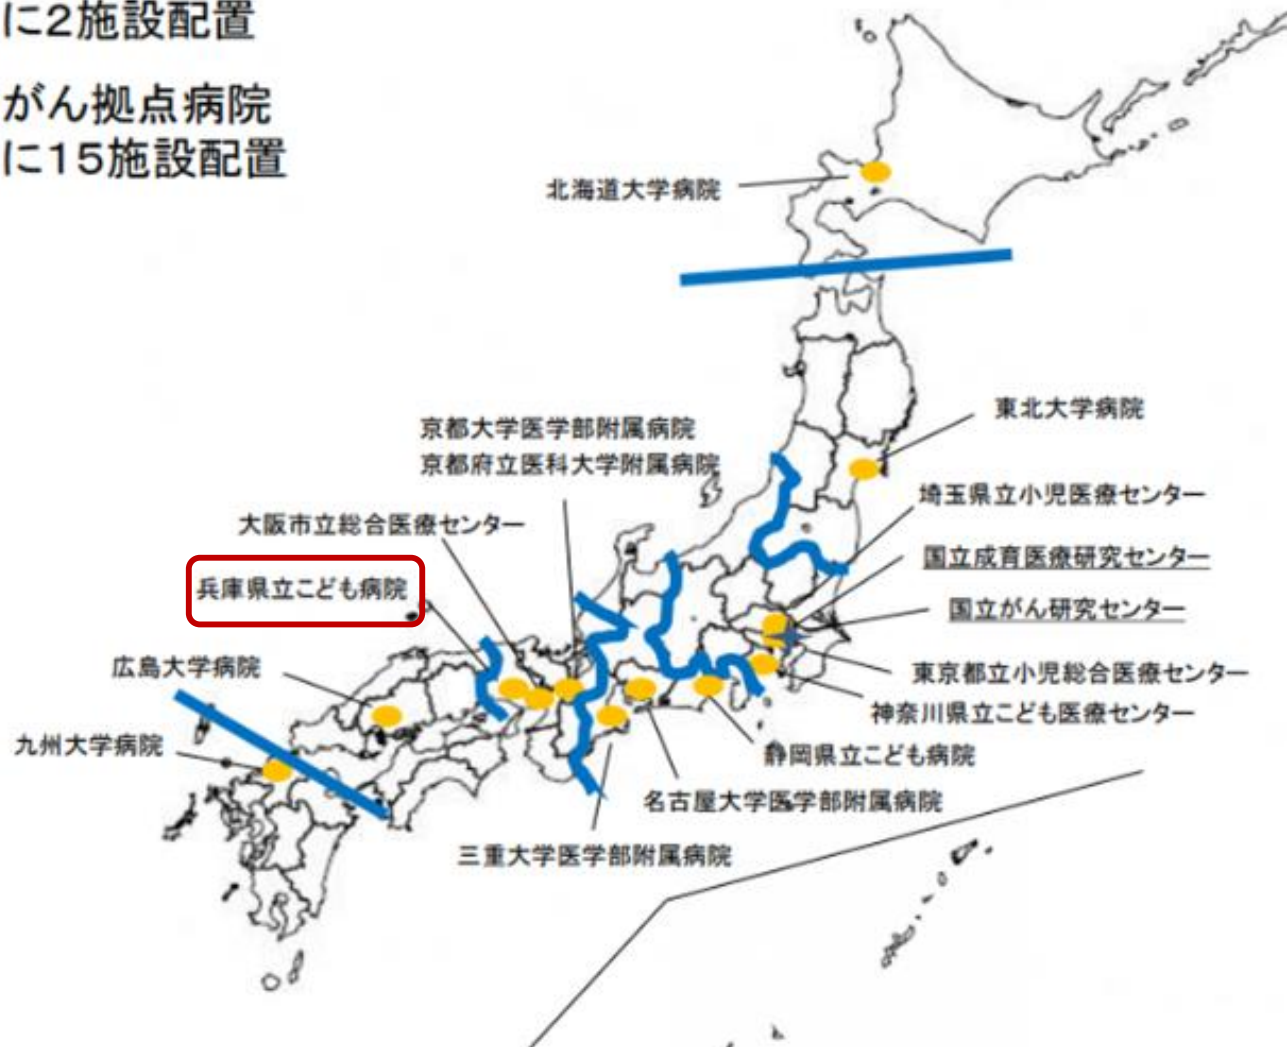 に2施設配置
がん拠点病院
に15施設配置
北海道大学病院
東北大学病院
京都大学医学部附属病院
京都府立医科大学附属病院
埼玉県立小児医療センター
大阪市立総合医療センター
国立成育医療研究センター
兵庫県立こども病院
国立がん研究センター
広島大学病院
東京都立小児総合医療センター
神奈川県立こども医療センター
九州大学病院
静岡県立こども病院
名古屋大学医学部附属病院
三重大学医学部附属病院